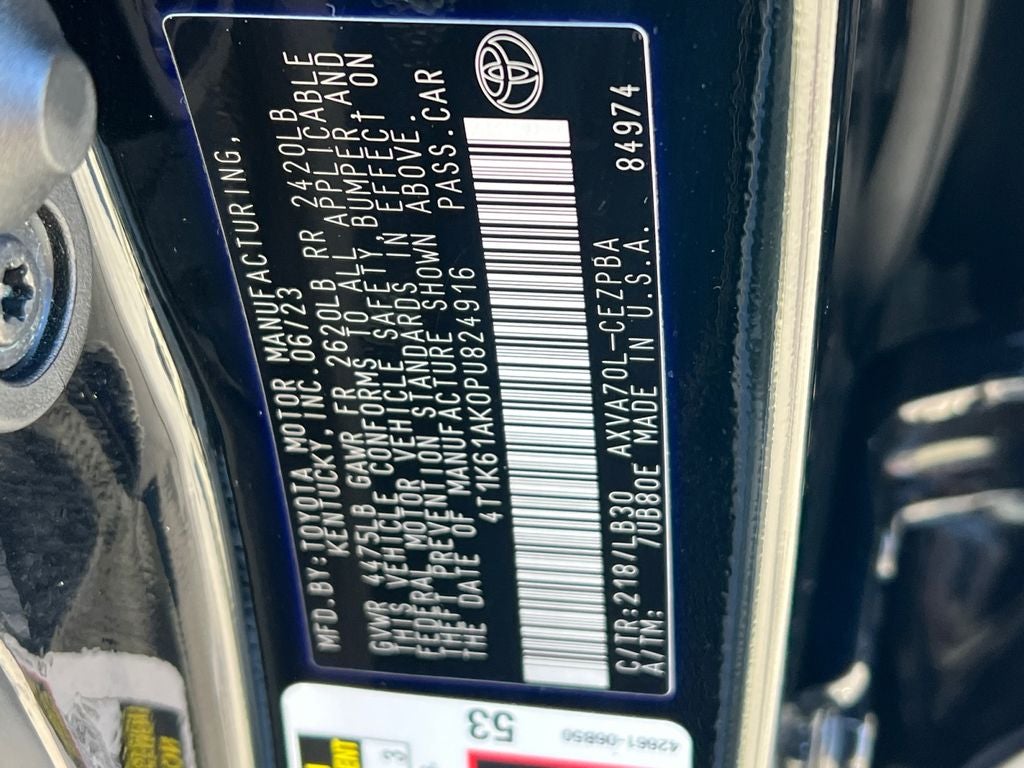 MFD.BY:TOYOTA MOTOR MANUFACTURING,
KENTUCKY,INC.06/23
GVWR 4475LB GAWR FR 2620LB RR 2420LB
THIS VEHICLE CONFORMS TO ALL APPLICABLE
FEDERAL MOTOR VEHICLE SAFETY,BUMPER,AND
THEFT PREVENTION STANDARDS IN EFFECT ON
THE DATE OF MANUFACTURE SHOWN ABOVE.
4T1K61AK0PU824916 PASS.CAR
C/TR:218/LB30 AXVA70L-CEZPBA 84974
A/TM: 7UB80E MADE IN U.S.A.
53
42661-06850